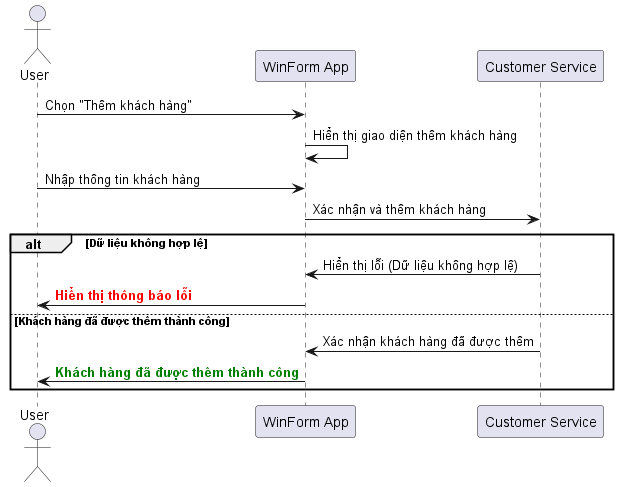 User
WinForm App
Customer Service
Chọn "Thêm khách hàng"
Hiển thị giao diện thêm khách hàng
Nhập thông tin khách hàng
Xác nhận và thêm khách hàng
alt
[Dữ liệu không hợp lệ]
Hiển thị lỗi (Dữ liệu không hợp lệ)
Hiển thị thông báo lỗi
[Khách hàng đã được thêm thành công]
Xác nhận khách hàng đã được thêm
Khách hàng đã được thêm thành công
User
WinForm App
Customer Service